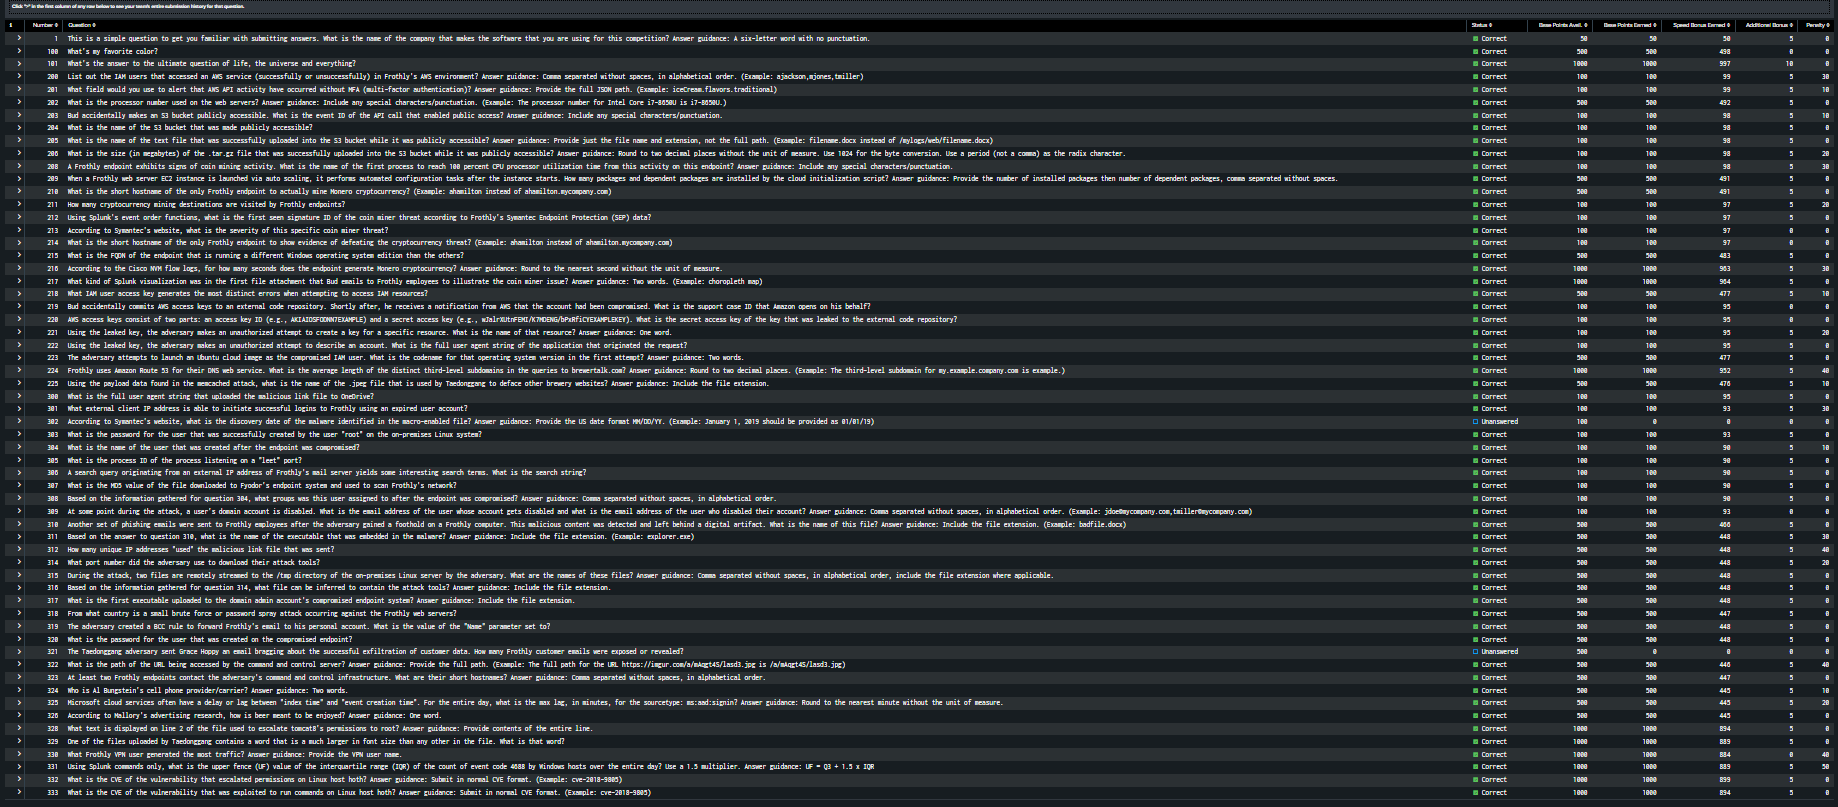 Click ">" in the first column of any row below to see your team's entire submission history for that question.
i Number Question Status Base Points Avail. Base Points Earned Speed Bonus Earned Additional Bonus Penalty
> 1 This is a simple question to get you familiar with submitting answers. What is the name of the company that makes the software that you are using for this competition? Answer guidance: A six-letter word with no punctuation. Correct 50 50 50 5 0
> 100 What's my favorite color? Correct 500 500 498 0 0
> 101 What's the answer to the ultimate question of life, the universe and everything? Correct 1000 1000 997 10 0
> 200 List out the IAM users that accessed an AWS service (successfully or unsuccessfully) in Frothly's AWS environment? Answer guidance: Comma separated without spaces, in alphabetical order. (Example: ajackson,mjones,tmiller) Correct 100 100 99 5 30
> 201 What field would you use to alert that AWS API activity have occurred without MFA (multi-factor authentication)? Answer guidance: Provide the full JSON path. (Example: iceCream.flavors.traditional) Correct 100 100 99 5 10
> 202 What is the processor number used on the web servers? Answer guidance: Include any special characters/punctuation. (Example: The processor number for Intel Core i7-8650U is i7-8650U.) Correct 500 500 492 5 0
> 203 Bud accidentally makes an S3 bucket publicly accessible. What is the event ID of the API call that enabled public access? Answer guidance: Include any special characters/punctuation. Correct 100 100 98 5 10
> 204 What is the name of the S3 bucket that was made publicly accessible? Correct 100 100 98 5 0
> 205 What is the name of the text file that was successfully uploaded into the S3 bucket while it was publicly accessible? Answer guidance: Provide just the file name and extension, not the full path. (Example: filename.docx instead of /mylogs/web/filename.docx) Correct 100 100 98 5 0
> 206 What is the size (in megabytes) of the .tar.gz file that was successfully uploaded into the S3 bucket while it was publicly accessible? Answer guidance: Round to two decimal places without the unit of measure. Use 1024 for the byte conversion. Use a period (not a comma) as the radix character. Correct 100 100 98 5 20
> 208 A Frothly endpoint exhibits signs of coin mining activity. What is the name of the first process to reach 100 percent CPU processor utilization time from this activity on this endpoint? Answer guidance: Include any special characters/punctuation. Correct 100 100 98 5 30
> 209 When a Frothly web server EC2 instance is launched via auto scaling, it performs automated configuration tasks after the instance starts. How many packages and dependent packages are installed by the cloud initialization script? Answer guidance: Provide the number of installed packages then number of dependent packages, comma separated without spaces. Correct 500 500 491 5 0
> 210 What is the short hostname of the only Frothly endpoint to actually mine Monero cryptocurrency? (Example: ahamilton instead of ahamilton.mycompany.com) Correct 500 500 491 5 0
> 211 How many cryptocurrency mining destinations are visited by Frothly endpoints? Correct 100 100 97 5 20
> 212 Using Splunk's event order functions, what is the first seen signature ID of the coin miner threat according to Frothly's Symantec Endpoint Protection (SEP) data? Correct 100 100 97 5 0
> 213 According to Symantec's website, what is the severity of this specific coin miner threat? Correct 100 100 97 5 0
> 214 What is the short hostname of the only Frothly endpoint to show evidence of defeating the cryptocurrency threat? (Example: ahamilton instead of ahamilton.mycompany.com) Correct 100 100 97 0 0
> 215 What is the FQDN of the endpoint that is running a different Windows operating system edition than the others? Correct 500 500 483 5 0
> 216 According to the Cisco NVM flow logs, for how many seconds does the endpoint generate Monero cryptocurrency? Answer guidance: Round to the nearest second without the unit of measure. Correct 1000 1000 963 5 30
> 217 What kind of Splunk visualization was in the first file attachment that Bud emails to Frothly employees to illustrate the coin miner issue? Answer guidance: Two words. (Example: choropleth map) Correct 1000 1000 964 5 0
> 218 What IAM user access key generates the most distinct errors when attempting to access IAM resources? Correct 500 500 477 5 10
> 219 Bud accidentally commits AWS access keys to an external code repository. Shortly after, he receives a notification from AWS that the account had been compromised. What is the support case ID that Amazon opens on his behalf? Correct 100 100 95 0 0
> 220 AWS access keys consist of two parts: an access key ID (e.g., AKIAIOSFODNN7EXAMPLE) and a secret access key (e.g., wJalrXUtnFEMI/K7MDENG/bPxRfiCYEXAMPLEKEY). What is the secret access key of the key that was leaked to the external code repository? Correct 100 100 95 0 0
> 221 Using the leaked key, the adversary makes an unauthorized attempt to create a key for a specific resource. What is the name of that resource? Answer guidance: One word. Correct 100 100 95 5 20
> 222 Using the leaked key, the adversary makes an unauthorized attempt to describe an account. What is the full user agent string of the application that originated the request? Correct 100 100 95 5 0
> 223 The adversary attempts to launch an Ubuntu cloud image as the compromised IAM user. What is the codename for that operating system version in the first attempt? Answer guidance: Two words. Correct 500 500 477 5 0
> 224 Frothly uses Amazon Route 53 for their DNS web service. What is the average length of the distinct third-level subdomains in the queries to brewertalk.com? Answer guidance: Round to two decimal places. (Example: The third-level subdomain for my.example.company.com is example.) Correct 1000 1000 952 5 40
> 225 Using the payload data found in the memcached attack, what is the name of the .jpeg file that is used by Taedonggang to deface other brewery websites? Answer guidance: Include the file extension. Correct 500 500 476 5 10
> 300 What is the full user agent string that uploaded the malicious link file to OneDrive? Correct 100 100 95 5 0
> 301 What external client IP address is able to initiate successful logins to Frothly using an expired user account? Correct 100 100 93 5 30
> 302 According to Symantec's website, what is the discovery date of the malware identified in the macro-enabled file? Answer guidance: Provide the US date format MM/DD/YY. (Example: January 1, 2019 should be provided as 01/01/19) Unanswered 100 0 0 0 0
> 303 What is the password for the user that was successfully created by the user "root" on the on-premises Linux system? Correct 100 100 93 5 0
> 304 What is the name of the user that was created after the endpoint was compromised? Correct 100 100 90 5 10
> 305 What is the process ID of the process listening on a "leet" port? Correct 100 100 90 5 0
> 306 A search query originating from an external IP address of Frothly's mail server yields some interesting search terms. What is the search string? Correct 100 100 90 5 0
> 307 What is the MD5 value of the file downloaded to Fyodor's endpoint system and used to scan Frothly's network? Correct 100 100 90 5 0
> 308 Based on the information gathered for question 304, what groups was this user assigned to after the endpoint was compromised? Answer guidance: Comma separated without spaces, in alphabetical order. Correct 100 100 90 5 0
> 309 At some point during the attack, a user's domain account is disabled. What is the email address of the user whose account gets disabled and what is the email address of the user who disabled their account? Answer guidance: Comma separated without spaces, in alphabetical order. (Example: jdoe@mycompany.com,tmiller@mycompany.com) Correct 100 100 93 0 0
> 310 Another set of phishing emails were sent to Frothly employees after the adversary gained a foothold on a Frothly computer. This malicious content was detected and left behind a digital artifact. What is the name of this file? Answer guidance: Include the file extension. (Example: badfile.docx) Correct 500 500 466 5 0
> 311 Based on the answer to question 310, what is the name of the executable that was embedded in the malware? Answer guidance: Include the file extension. (Example: explorer.exe) Correct 500 500 448 5 30
> 312 How many unique IP addresses "used" the malicious link file that was sent? Correct 500 500 448 5 40
> 314 What port number did the adversary use to download their attack tools? Correct 500 500 448 5 0
> 315 During the attack, two files are remotely streamed to the /tmp directory of the on-premises Linux server by the adversary. What are the names of these files? Answer guidance: Comma separated without spaces, in alphabetical order, include the file extension where applicable. Correct 500 500 448 5 20
> 316 Based on the information gathered for question 314, what file can be inferred to contain the attack tools? Answer guidance: Include the file extension. Correct 500 500 448 5 0
> 317 What is the first executable uploaded to the domain admin account's compromised endpoint system? Answer guidance: Include the file extension. Correct 500 500 448 5 0
> 318 From what country is a small brute force or password spray attack occurring against the Frothly web servers? Correct 500 500 447 5 0
> 319 The adversary created a BCC rule to forward Frothly's email to his personal account. What is the value of the "Name" parameter set to? Correct 500 500 448 5 0
> 320 What is the password for the user that was created on the compromised endpoint? Correct 500 500 448 5 0
> 321 The Taedonggang adversary sent Grace Hoppy an email bragging about the successful exfiltration of customer data. How many Frothly customer emails were exposed or revealed? Unanswered 500 0 0 0 0
> 322 What is the path of the URL being accessed by the command and control server? Answer guidance: Provide the full path. (Example: The full path for the URL https://imgur.com/a/mAqgt4S/lasd3.jpg is /a/mAqgt4S/lasd3.jpg) Correct 500 500 446 5 40
> 323 At least two Frothly endpoints contact the adversary's command and control infrastructure. What are their short hostnames? Answer guidance: Comma separated without spaces, in alphabetical order. Correct 500 500 447 5 0
> 324 Who is Al Bungstein's cell phone provider/carrier? Answer guidance: Two words. Correct 500 500 445 5 10
> 325 Microsoft cloud services often have a delay or lag between "index time" and "event creation time". For the entire day, what is the max lag, in minutes, for the sourcetype: ms:aad:signin? Answer guidance: Round to the nearest minute without the unit of measure. Correct 500 500 445 5 20
> 326 According to Mallory's advertising research, how is beer meant to be enjoyed? Answer guidance: One word. Correct 500 500 445 5 0
> 328 What text is displayed on line 2 of the file used to escalate tomcat8's permissions to root? Answer guidance: Provide contents of the entire line. Correct 1000 1000 894 5 0
> 329 One of the files uploaded by Taedonggang contains a word that is a much larger in font size than any other in the file. What is that word? Correct 1000 1000 889 5 0
> 330 What Frothly VPN user generated the most traffic? Answer guidance: Provide the VPN user name. Correct 1000 1000 884 0 40
> 331 Using Splunk commands only, what is the upper fence (UF) value of the interquartile range (IQR) of the count of event code 4688 by Windows hosts over the entire day? Use a 1.5 multiplier. Answer guidance: UF = Q3 + 1.5 x IQR Correct 1000 1000 889 5 50
> 332 What is the CVE of the vulnerability that escalated permissions on Linux host hoth? Answer guidance: Submit in normal CVE format. (Example: cve-2018-9805) Correct 1000 1000 899 5 0
> 333 What is the CVE of the vulnerability that was exploited to run commands on Linux host hoth? Answer guidance: Submit in normal CVE format. (Example: cve-2018-9805) Correct 1000 1000 894 5 0